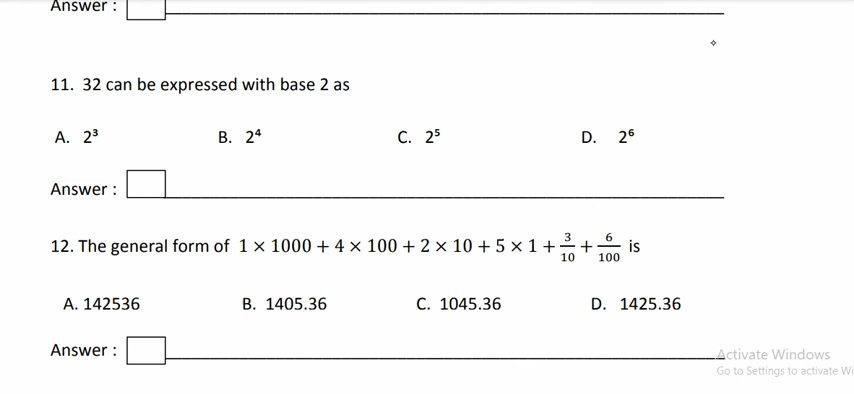 Answer :
11. 32 can be expressed with base 2 as
A. 2³ B. 2⁴ C. 2⁵ D. 2⁶
Answer :
12. The general form of 1 × 1000 + 4 × 100 + 2 × 10 + 5 × 1 + 3/10 + 6/100 is
A. 142536 B. 1405.36 C. 1045.36 D. 1425.36
Answer :
Activate Windows
Go to Settings to activate Wi